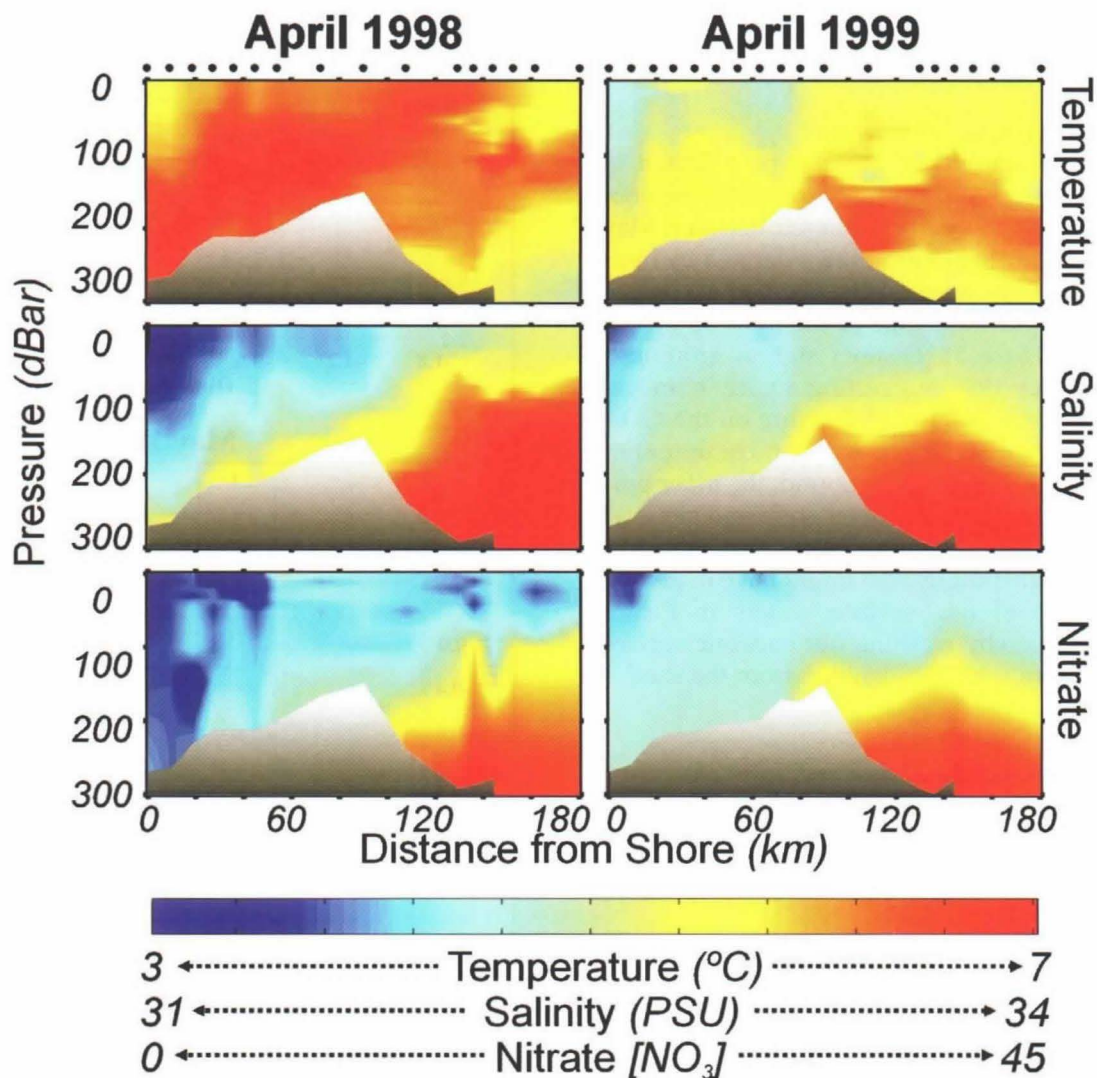 April 1998 April 1999
0
100
200
300
Temperature
0
100
200
300
Salinity
0
100
200
300
Nitrate
Pressure (dBar)
0 60 120 180 0 60 120 180
Distance from Shore (km)
3 Temperature (ºC) 7
31 Salinity (PSU) 34
0 Nitrate [NO₃] 45